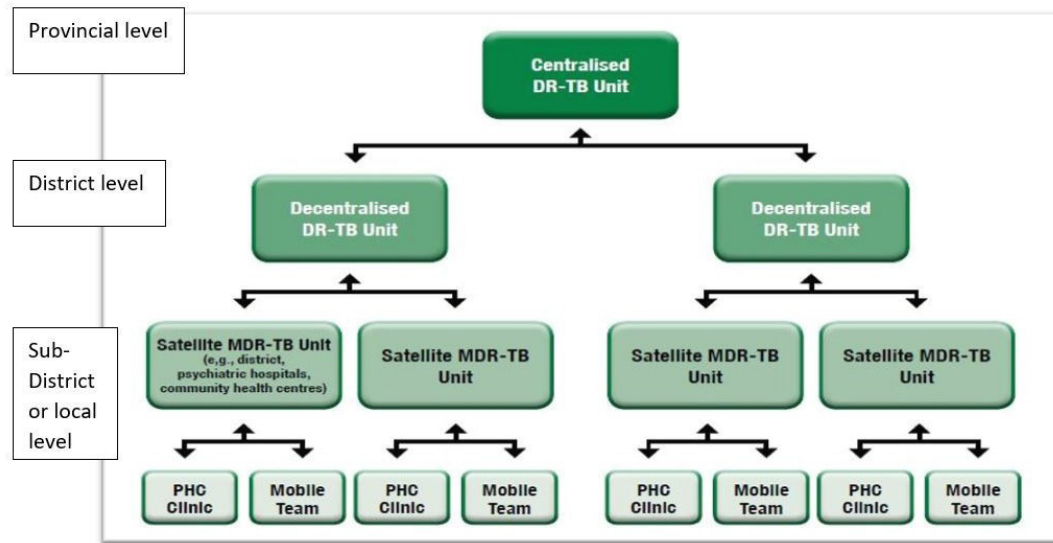 Provincial level
Centralised
DR-TB Unit
District level
Decentralised
DR-TB Unit
Decentralised
DR-TB Unit
Sub-
District
or local
level
Satellite MDR-TB Unit
(e,g., district,
psychiatric hospitals,
community health centres)
Satellite MDR-TB
Unit
Satellite MDR-TB
Unit
Satellite MDR-TB
Unit
PHC
Clinic
Mobile
Team
PHC
Clinic
Mobile
Team
PHC
Clinic
Mobile
Team
PHC
Clinic
Mobile
Team